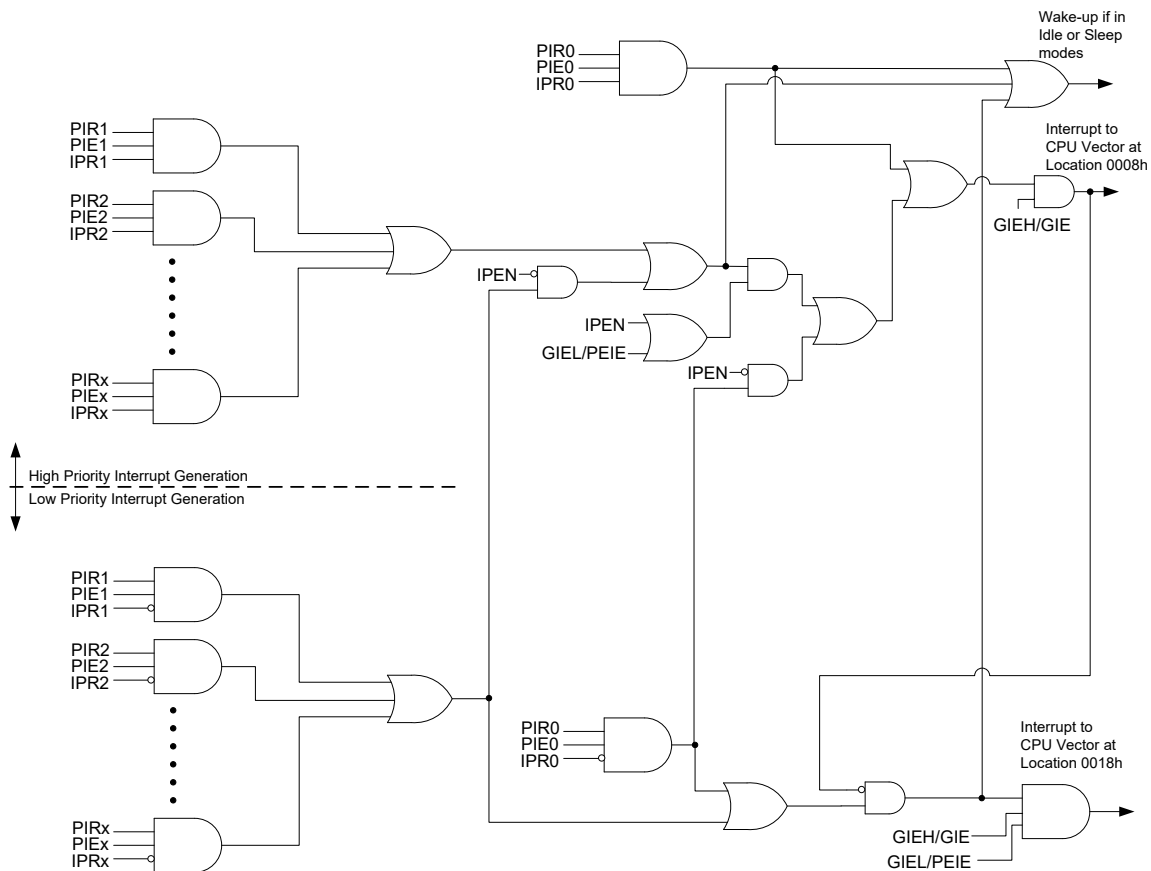 Wake-up if in
Idle or Sleep
modes
PIR0
PIE0
IPR0
Interrupt to
CPU Vector at
Location 0008h
PIR1
PIE1
IPR1
PIR2
PIE2
IPR2
GIEH/GIE
IPEN
IPEN
GIEL/PEIE
IPEN
PIRx
PIEx
IPRx
High Priority Interrupt Generation
Low Priority Interrupt Generation
PIR1
PIE1
IPR1
PIR2
PIE2
IPR2
PIR0
PIE0
IPR0
Interrupt to
CPU Vector at
Location 0018h
PIRx
PIEx
IPRx
GIEH/GIE
GIEL/PEIE